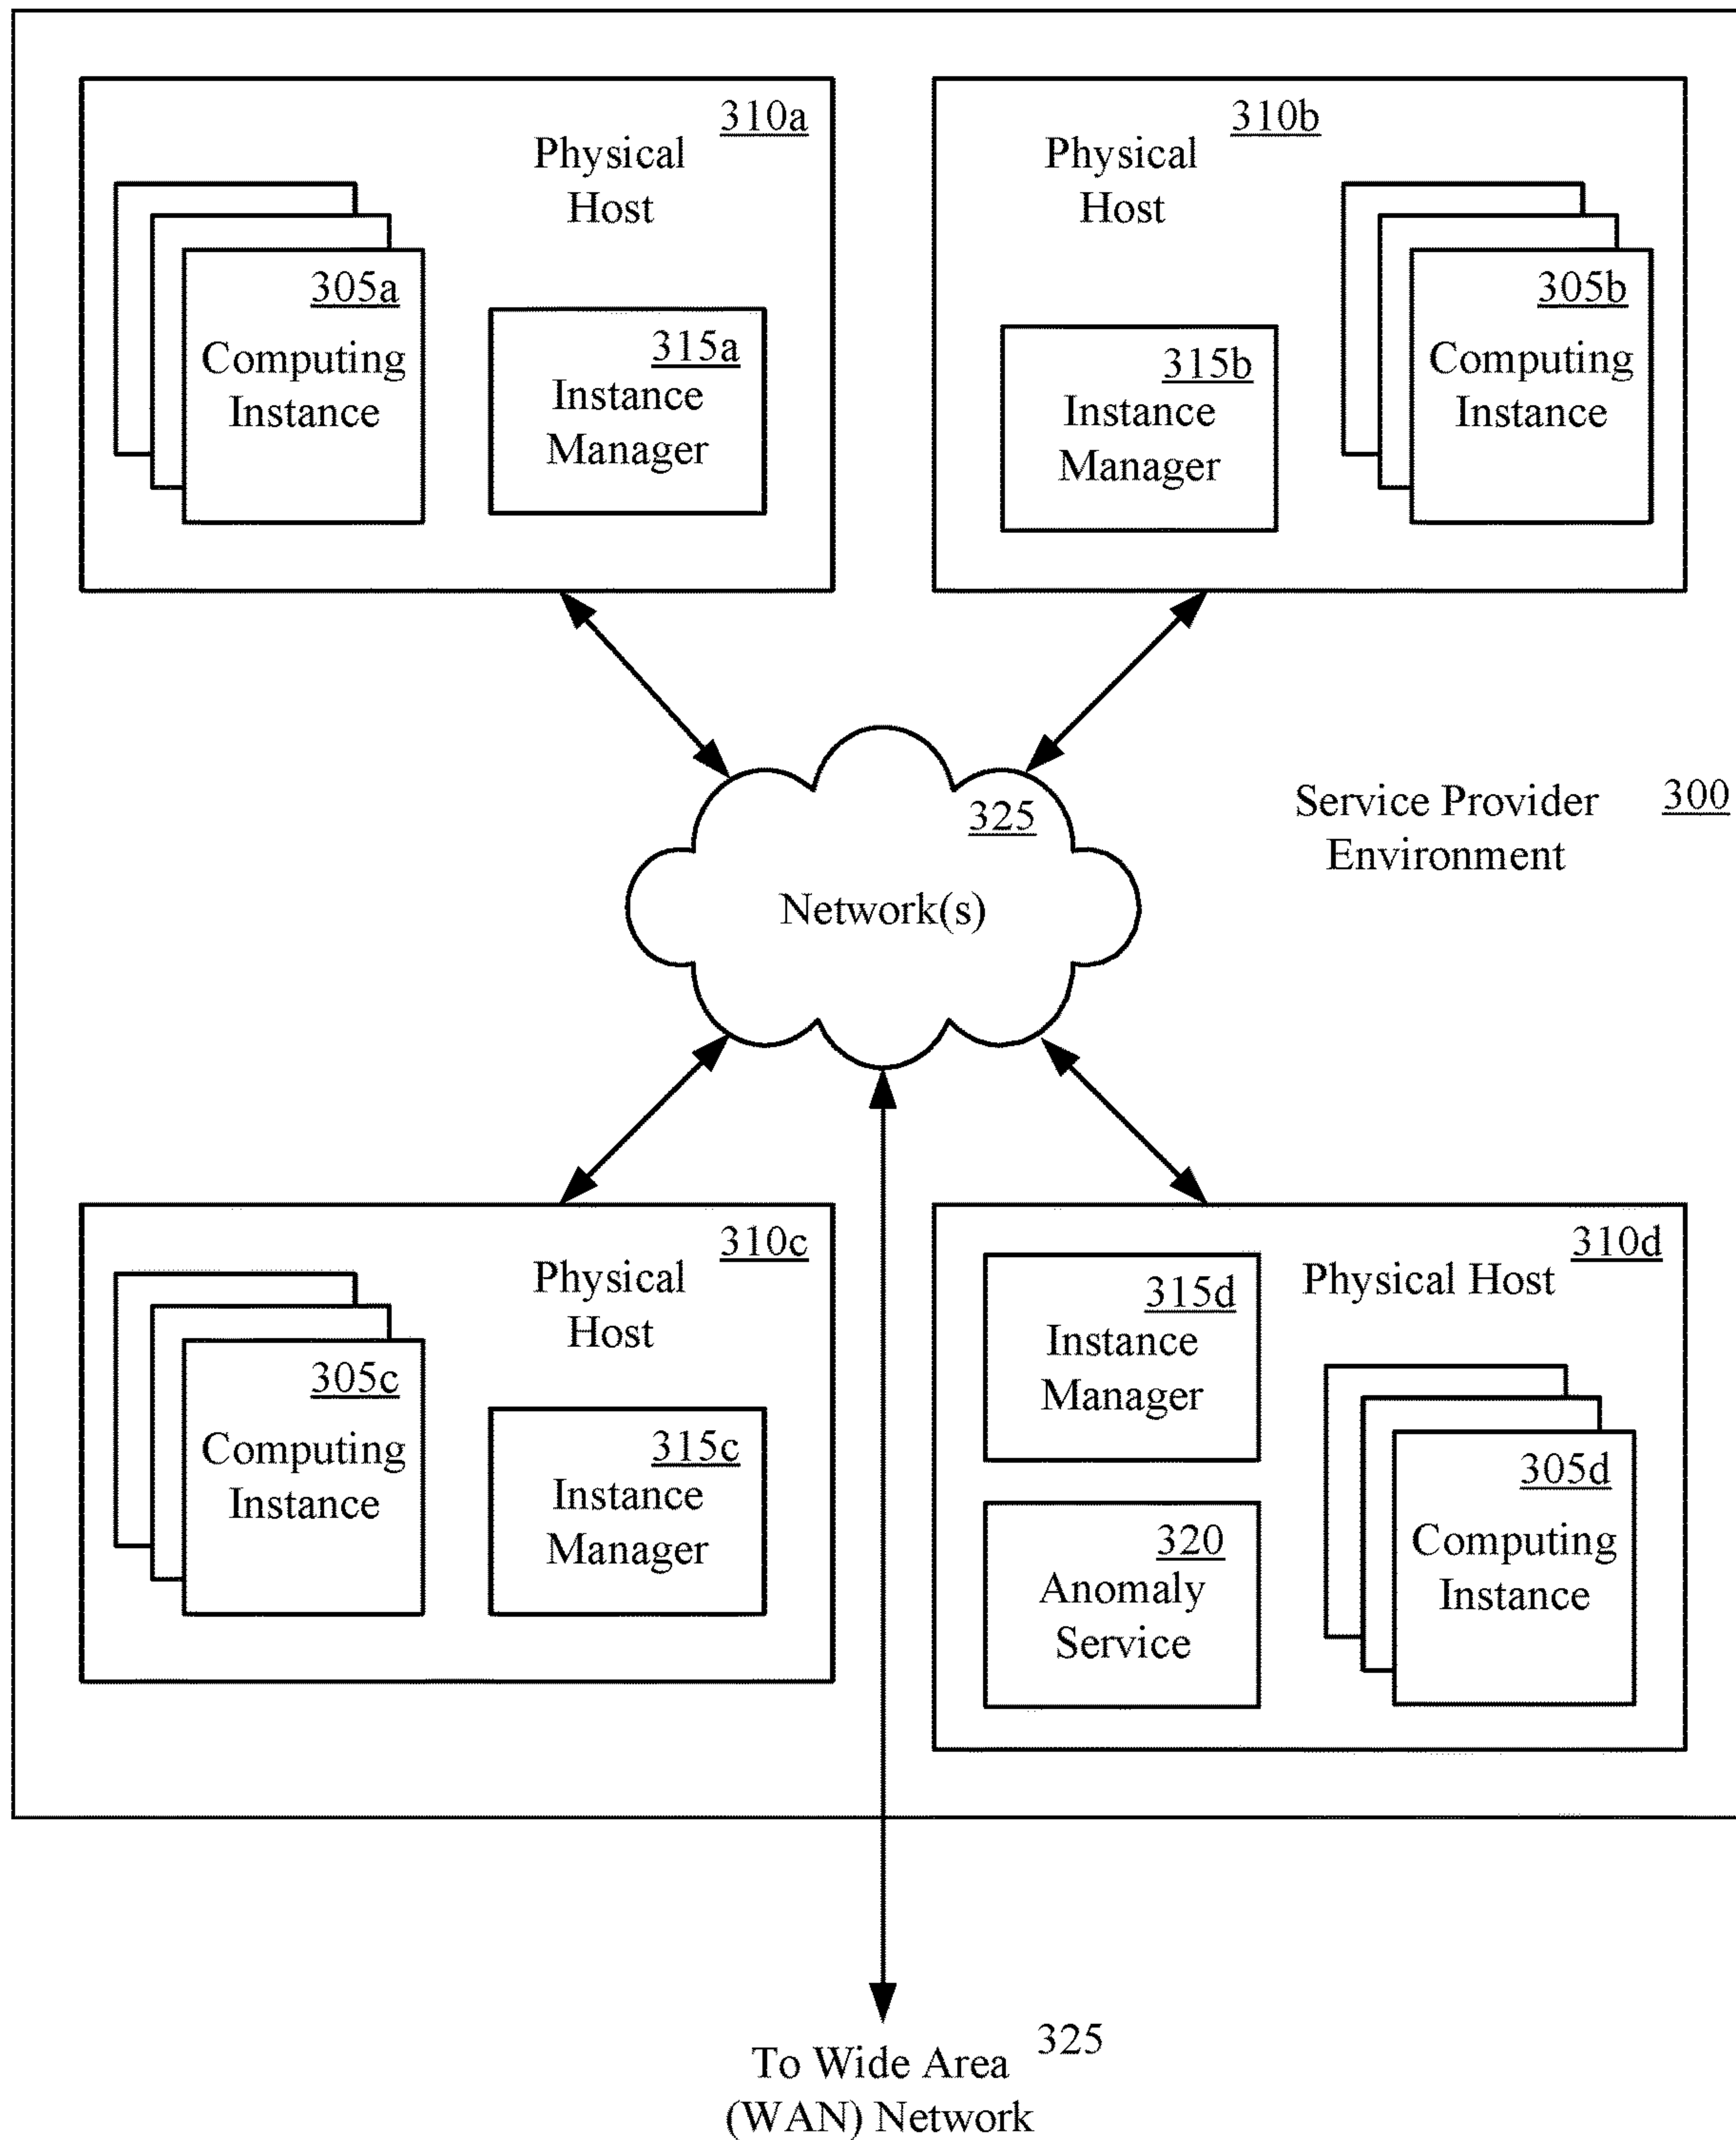 310a
Physical
Host
305a
Computing
Instance
315a
Instance
Manager
310b
Physical
Host
315b
Instance
Manager
305b
Computing
Instance
325
Network(s)
Service Provider
Environment
300
310c
Physical
Host
305c
Computing
Instance
315c
Instance
Manager
310d
Physical Host
315d
Instance
Manager
320
Anomaly
Service
305d
Computing
Instance
To Wide Area 325
(WAN) Network